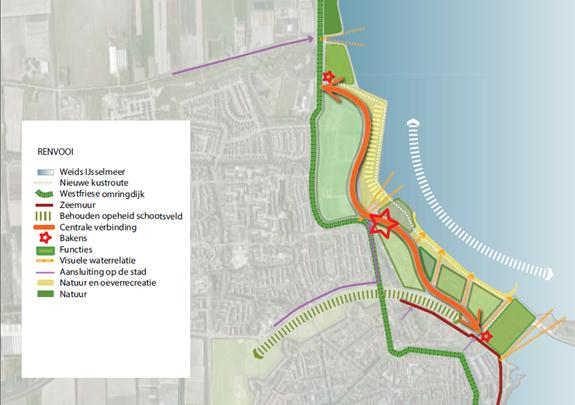 RENVOOI
Weids IJsselmeer
Nieuwe kustroute
Westfriese omringdijk
Zeemuur
Behouden opeheid schootsveld
Centrale verbinding
Bakens
Functies
Visuele waterrelatie
Aansluiting op de stad
Natuur en oeverrecreatie
Natuur